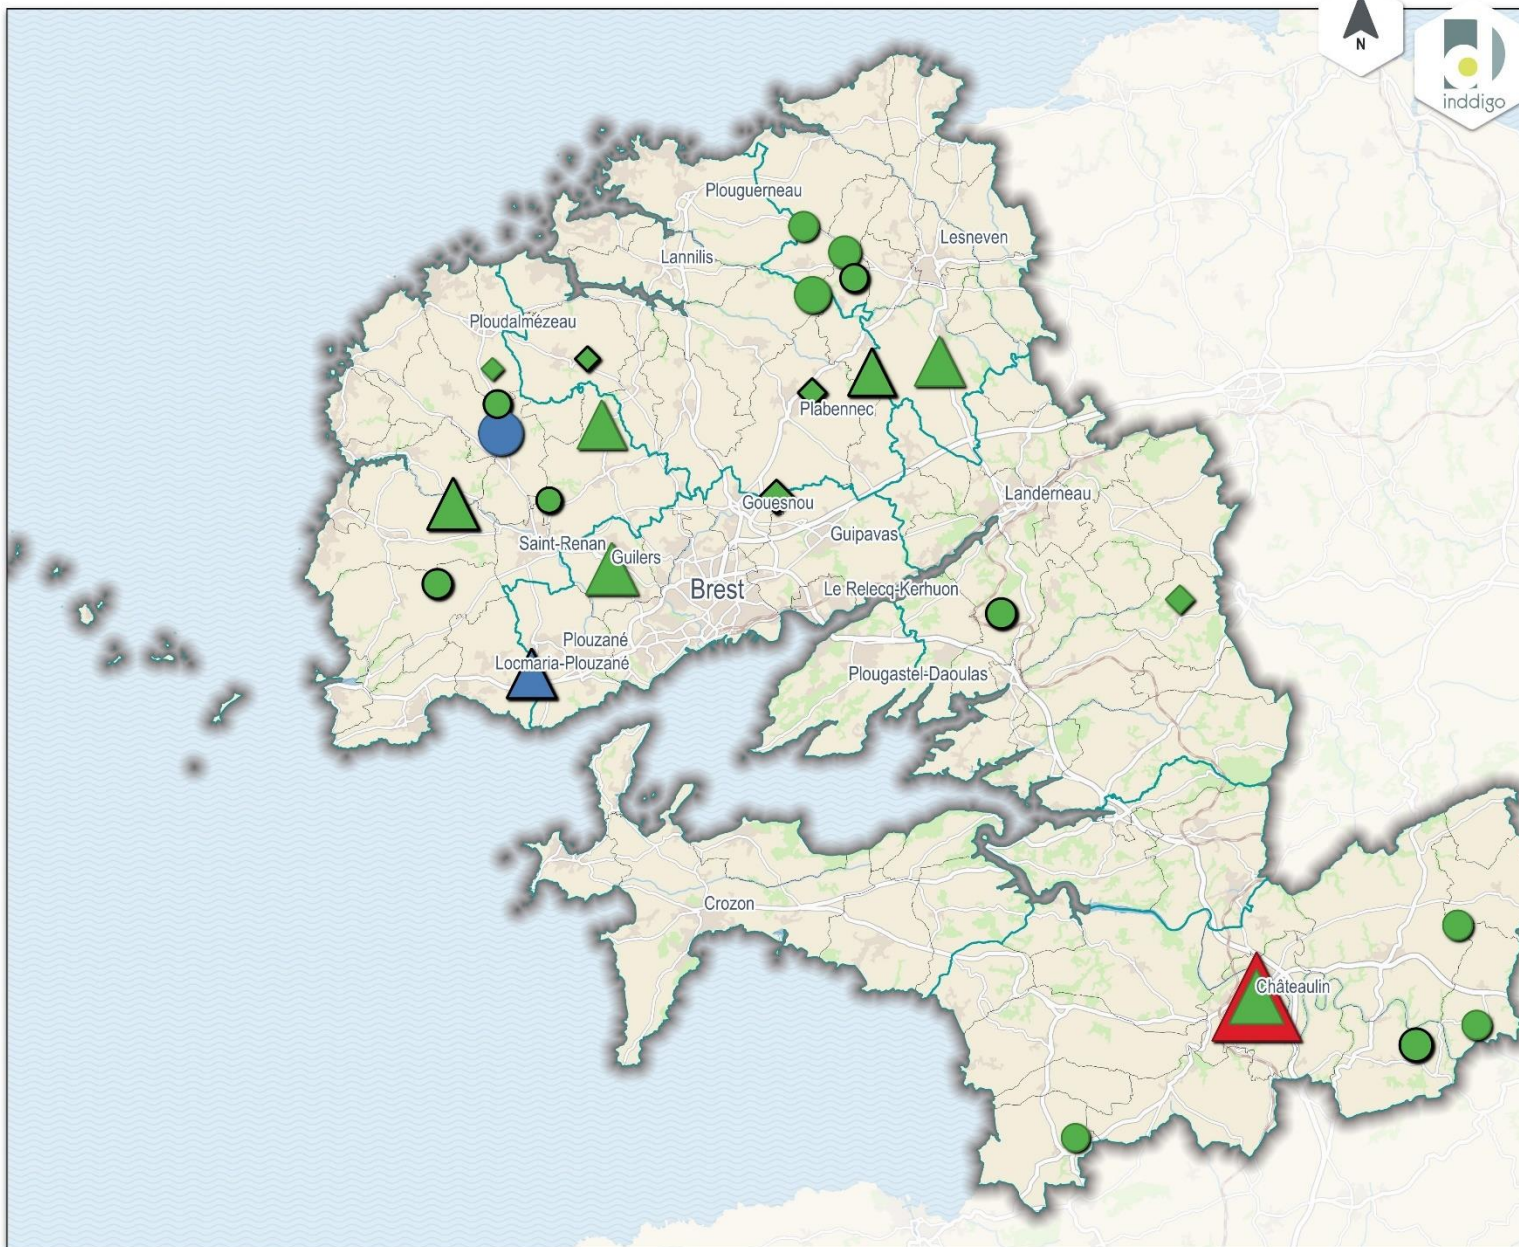 N
inddigo
Plouguerneau
Lesneven
Lannilis
Ploudalmézeau
Plabennec
Landerneau
Gouesnou
Guipavas
Saint-Renan
Guilers
Brest
Le Relecq-Kerhuon
Plouzané
Locmaria-Plouzané
Plougastel-Daoulas
Crozon
Châteaulin